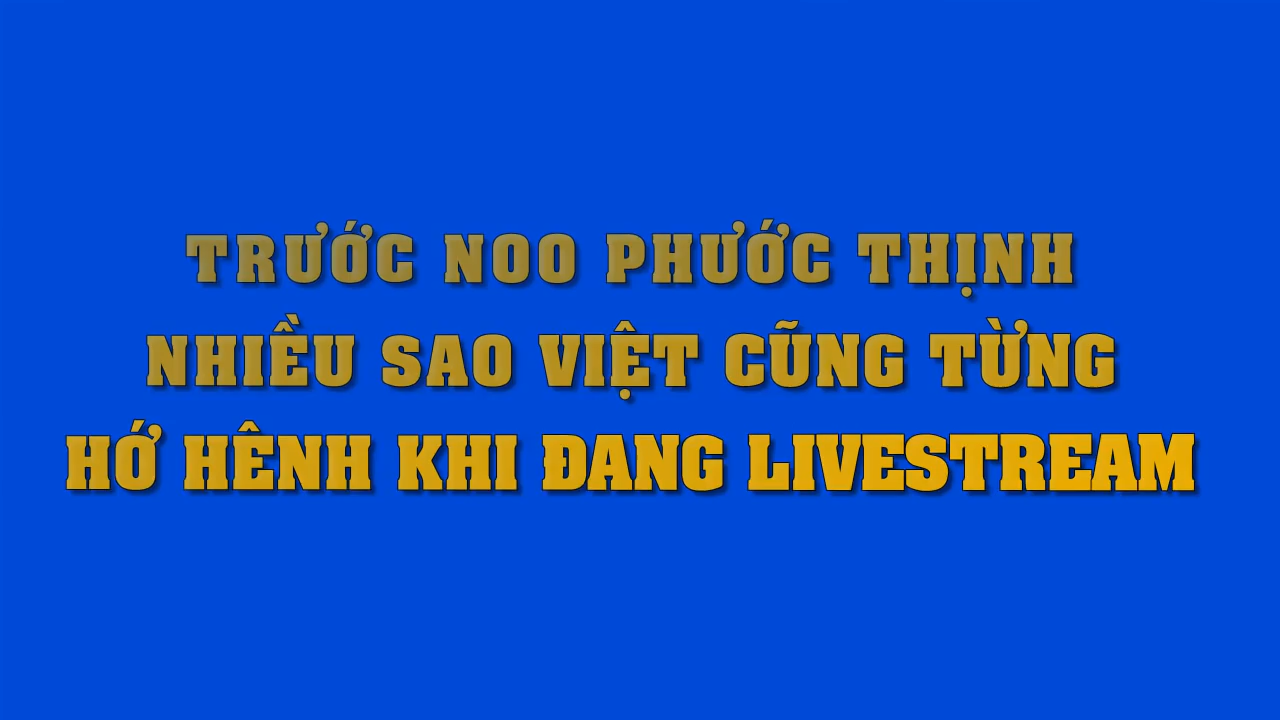 TRƯỚC NOO PHƯỚC THỊNH
NHIỀU SAO VIỆT CŨNG TỪNG
HỚ HÊNH KHI ĐANG LIVESTREAM